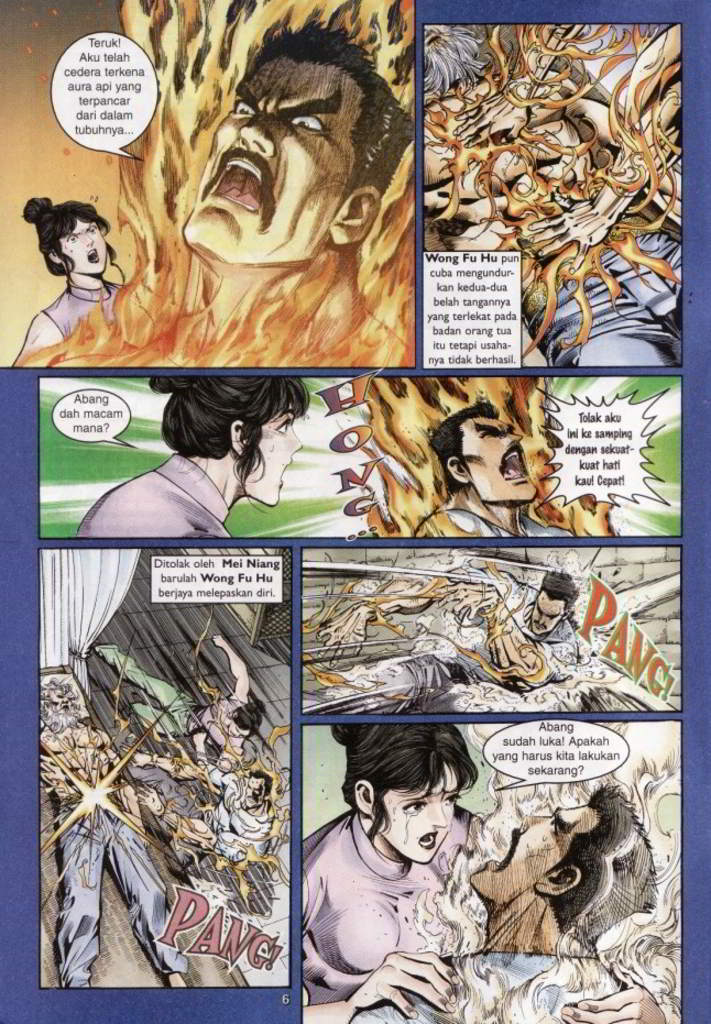 Teruk!
Aku telah
cedera terkena
aura api yang
terpancar
dari dalam
tubuhnya...
Wong Fu Hu pun
cuba mengundur-
kan kedua-dua
belah tangannya
yang terlekat pada
badan orang tua
itu tetapi usaha-
nya tidak berhasil.
Abang
dah macam
mana?
HONG...
Tolak aku
ini ke samping
dengan sekuat-
kuat hati
kau! Cepat!
Ditolak oleh Mei Niang
barulah Wong Fu Hu
berjaya melepaskan diri.
PANG!
PANG!
Abang
sudah luka! Apakah
yang harus kita lakukan
sekarang?
6